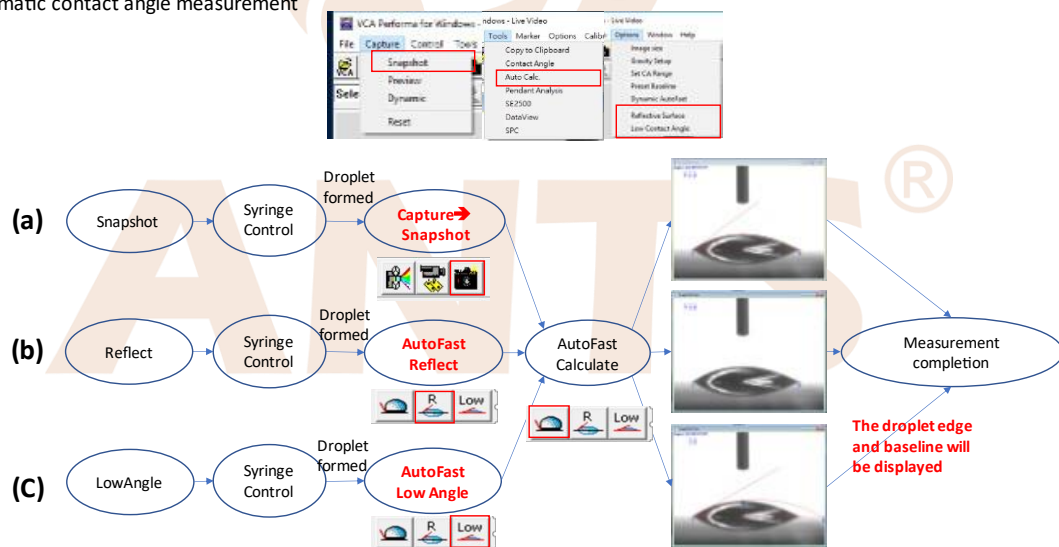 matic contact angle measurement
VCA Performa for Windows -
ndows - Live Video
- Live Video
File Capture Control Tools
Tools Marker Options Calibr
Options Window Help
VCA
Sele
Snapshot
Preview
Dynamic
Reset
Copy to Clipboard
Contact Angle
Auto Calc.
Pendant Analysis
SE2500
DataView
SPC
Image size
Gravity Setup
Set CA Range
Preset Baseline
Dynamic AutoFast
Reflective Surface
Low Contact Angle
ANTS®
(a)
Snapshot
Syringe
Control
Droplet
formed
Capture➔
Snapshot
(b)
Reflect
Syringe
Control
Droplet
formed
AutoFast
Reflect
R
Low
AutoFast
Calculate
R
Low
Measurement
completion
(C)
LowAngle
Syringe
Control
Droplet
formed
AutoFast
Low Angle
R
Low
The droplet edge
and baseline will
be displayed